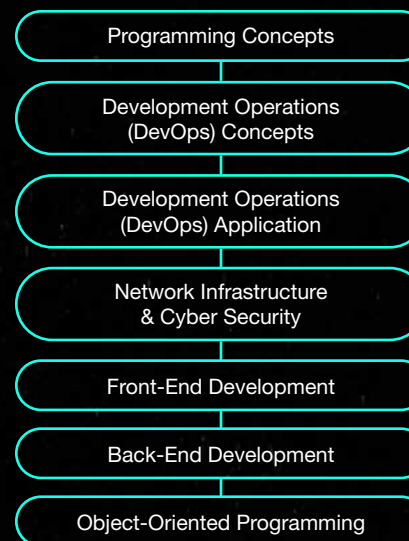 Programming Concepts
Development Operations
(DevOps) Concepts
Development Operations
(DevOps) Application
Network Infrastructure
& Cyber Security
Front-End Development
Back-End Development
Object-Oriented Programming